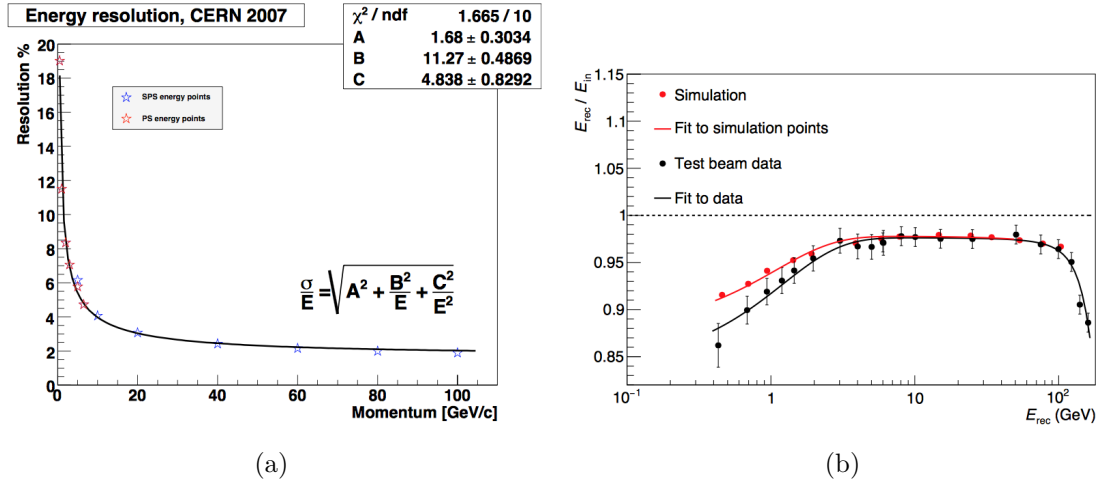 Energy resolution, CERN 2007
χ² / ndf 1.665 / 10
A 1.68 ± 0.3034
B 11.27 ± 0.4869
C 4.838 ± 0.8292
Resolution %
20
18
16
14
12
10
8
6
4
2
0
SPS energy points
PS energy points
σ/E = √(A² + B²/E + C²/E²)
0 20 40 60 80 100
Momentum [GeV/c]
(a)
E_rec / E_in
1.15
1.1
1.05
1
0.95
0.9
0.85
Simulation
Fit to simulation points
Test beam data
Fit to data
10⁻¹ 1 10 10²
E_rec (GeV)
(b)